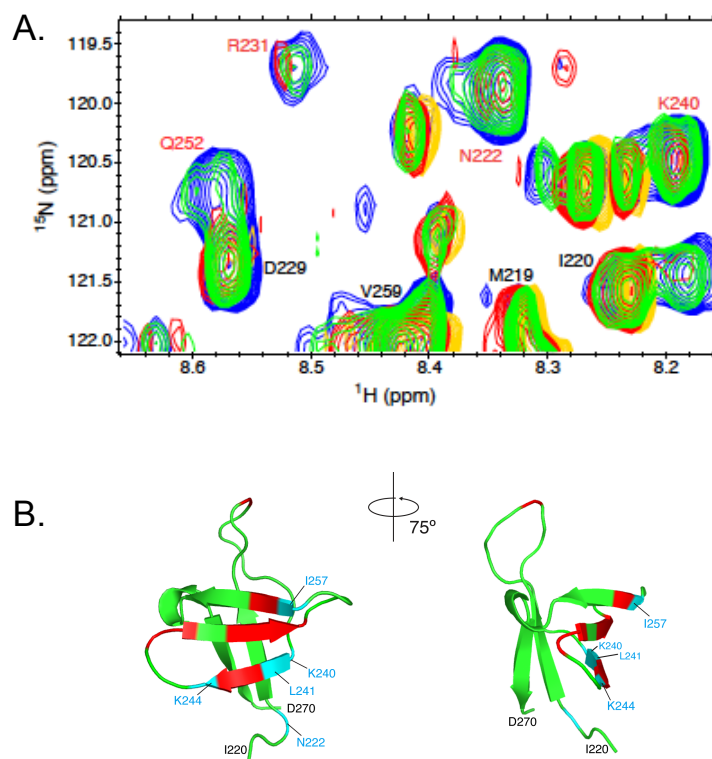 A.
119.5
120.0
120.5
121.0
121.5
122.0
¹⁵N (ppm)
R231
Q252
N222
K240
D229
V259
M219
I220
8.6
8.5
8.4
8.3
8.2
¹H (ppm)
B.
75º
I257
K240
L241
K244
D270
N222
I220
I257
K240
L241
K244
D270
I220